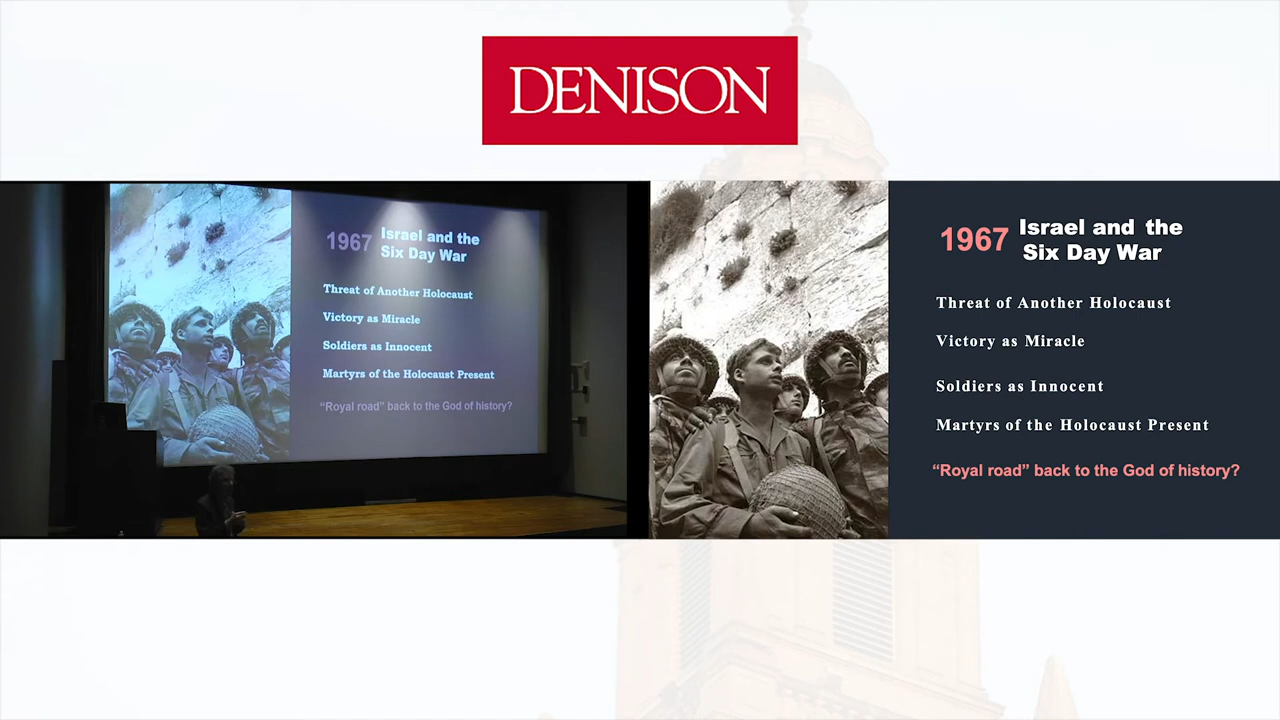 DENISON
1967 Israel and the
Six Day War
Threat of Another Holocaust
Victory as Miracle
Soldiers as Innocent
Martyrs of the Holocaust Present
“Royal road” back to the God of history?
1967 Israel and the
Six Day War
Threat of Another Holocaust
Victory as Miracle
Soldiers as Innocent
Martyrs of the Holocaust Present
“Royal road” back to the God of history?